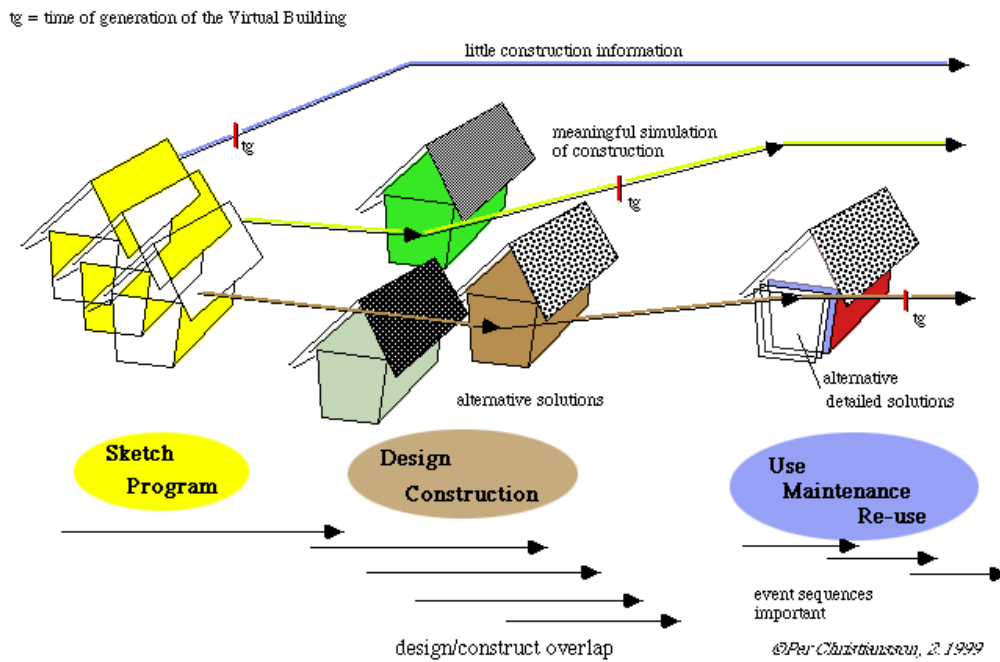 tg = time of generation of the Virtual Building
little construction information
tg
meaningful simulation
of construction
tg
tg
alternative
detailed solutions
alternative solutions
Sketch
Program
Design
Construction
Use
Maintenance
Re-use
event sequences
important
design/construct overlap
©Per Christiansson, 2. 1999